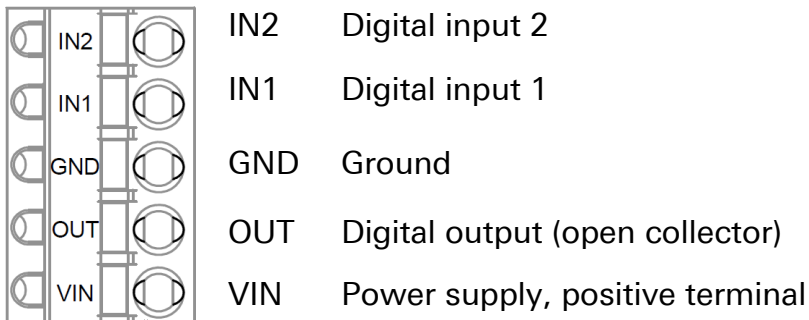 IN2 IN2 Digital input 2
IN1 IN1 Digital input 1
GND GND Ground
OUT OUT Digital output (open collector)
VIN VIN Power supply, positive terminal